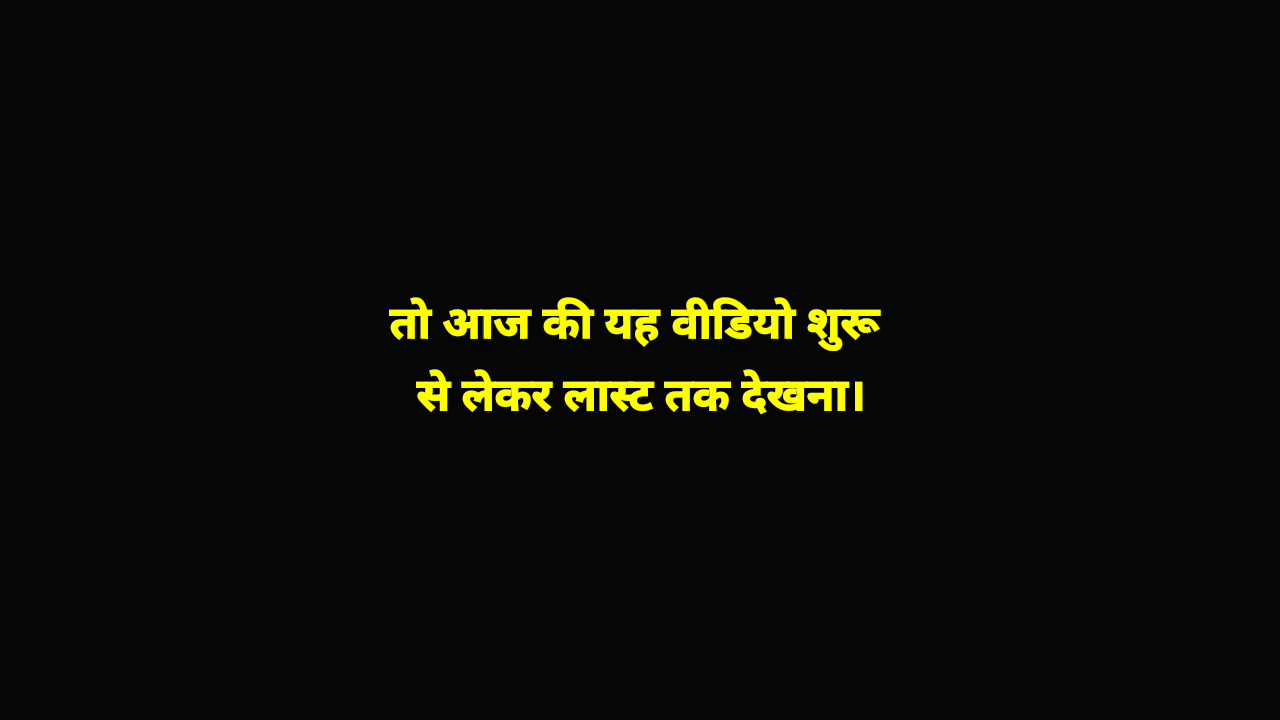 तो आज की यह वीडियो शुरू
से लेकर लास्ट तक देखना।